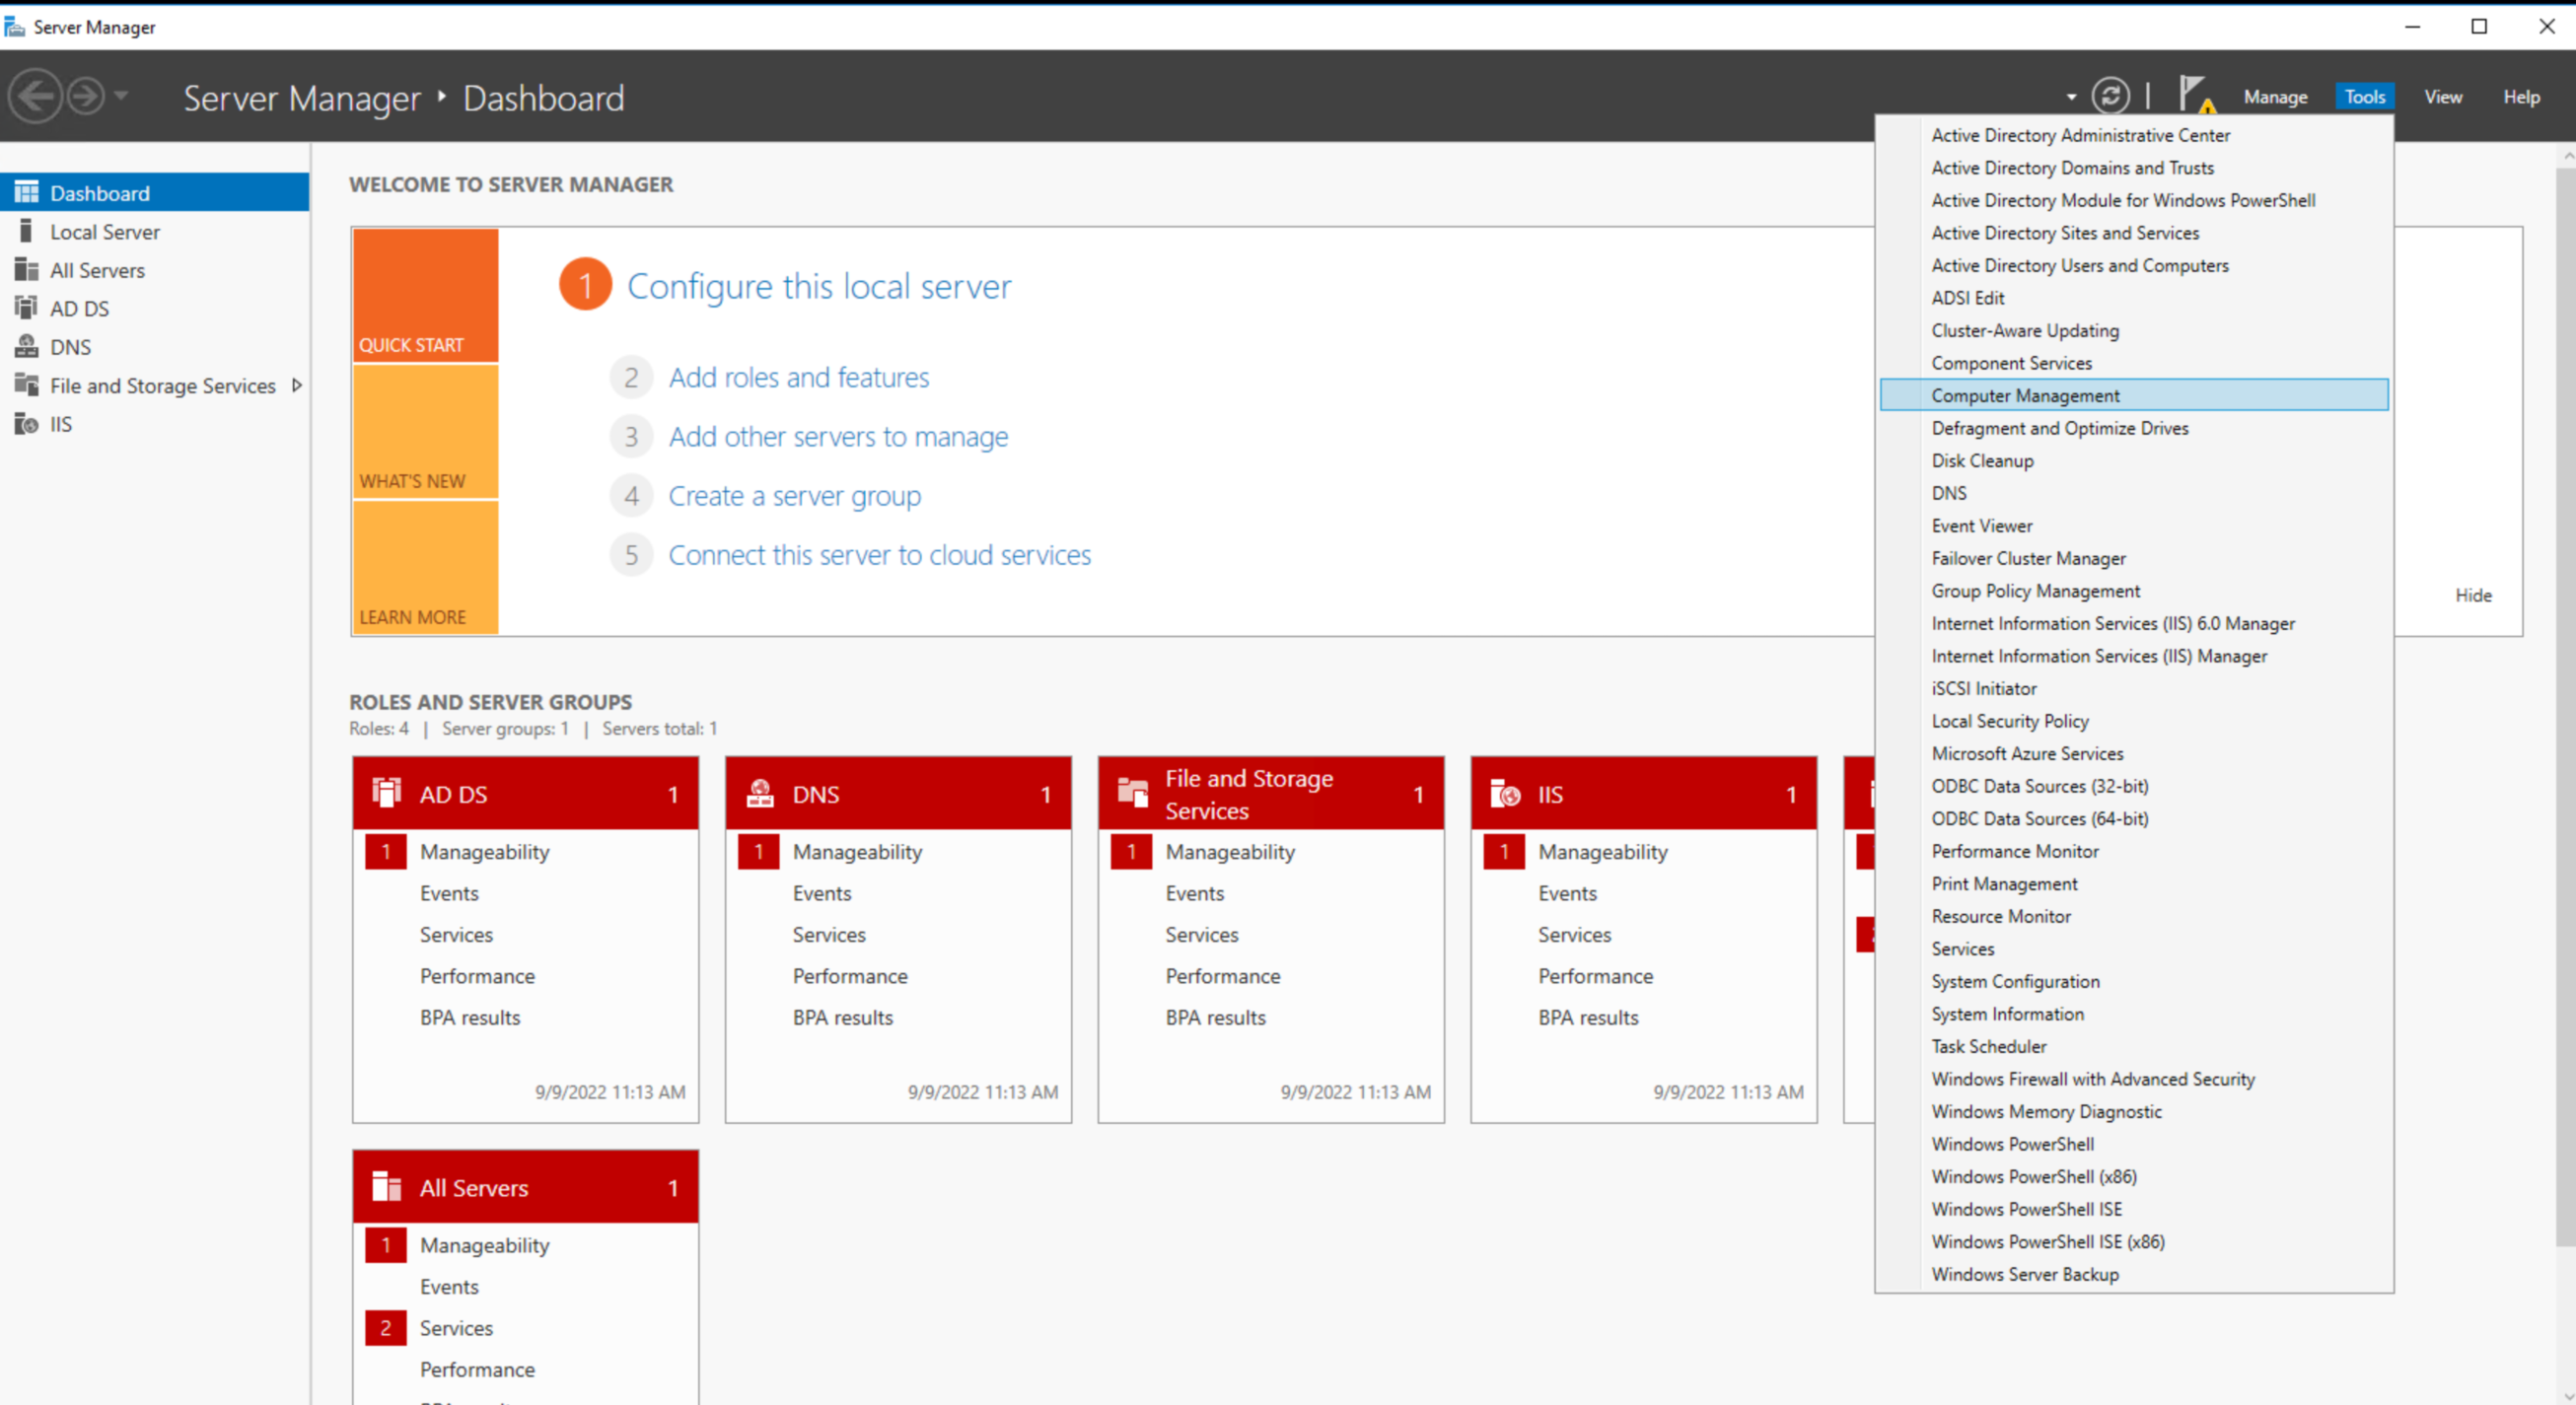 Server Manager
Server Manager ‣ Dashboard
Manage Tools View Help
Dashboard
Local Server
All Servers
AD DS
DNS
File and Storage Services
IIS
WELCOME TO SERVER MANAGER
QUICK START
WHAT'S NEW
LEARN MORE
1 Configure this local server
2 Add roles and features
3 Add other servers to manage
4 Create a server group
5 Connect this server to cloud services
Hide
ROLES AND SERVER GROUPS
Roles: 4 | Server groups: 1 | Servers total: 1
AD DS 1
1 Manageability
Events
Services
Performance
BPA results
9/9/2022 11:13 AM
DNS 1
1 Manageability
Events
Services
Performance
BPA results
9/9/2022 11:13 AM
File and Storage
Services 1
1 Manageability
Events
Services
Performance
BPA results
9/9/2022 11:13 AM
IIS 1
1 Manageability
Events
Services
Performance
BPA results
9/9/2022 11:13 AM
All Servers 1
1 Manageability
Events
2 Services
Performance
Active Directory Administrative Center
Active Directory Domains and Trusts
Active Directory Module for Windows PowerShell
Active Directory Sites and Services
Active Directory Users and Computers
ADSI Edit
Cluster-Aware Updating
Component Services
Computer Management
Defragment and Optimize Drives
Disk Cleanup
DNS
Event Viewer
Failover Cluster Manager
Group Policy Management
Internet Information Services (IIS) 6.0 Manager
Internet Information Services (IIS) Manager
iSCSI Initiator
Local Security Policy
Microsoft Azure Services
ODBC Data Sources (32-bit)
ODBC Data Sources (64-bit)
Performance Monitor
Print Management
Resource Monitor
Services
System Configuration
System Information
Task Scheduler
Windows Firewall with Advanced Security
Windows Memory Diagnostic
Windows PowerShell
Windows PowerShell (x86)
Windows PowerShell ISE
Windows PowerShell ISE (x86)
Windows Server Backup